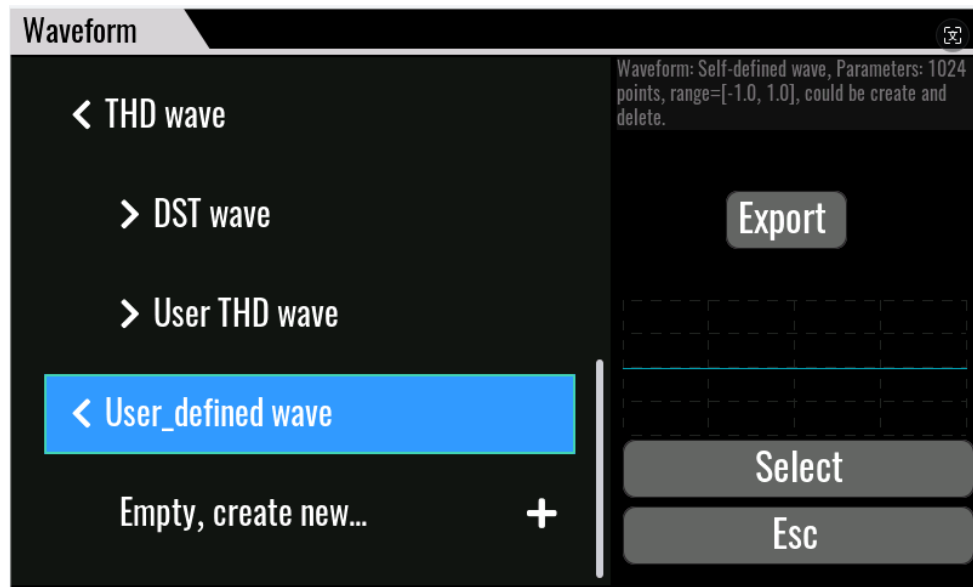 Waveform
THD wave
DST wave
User THD wave
User_defined wave
Empty, create new...
Waveform: Self-defined wave, Parameters: 1024
points, range=[-1.0, 1.0], could be create and
delete.
Export
Select
Esc